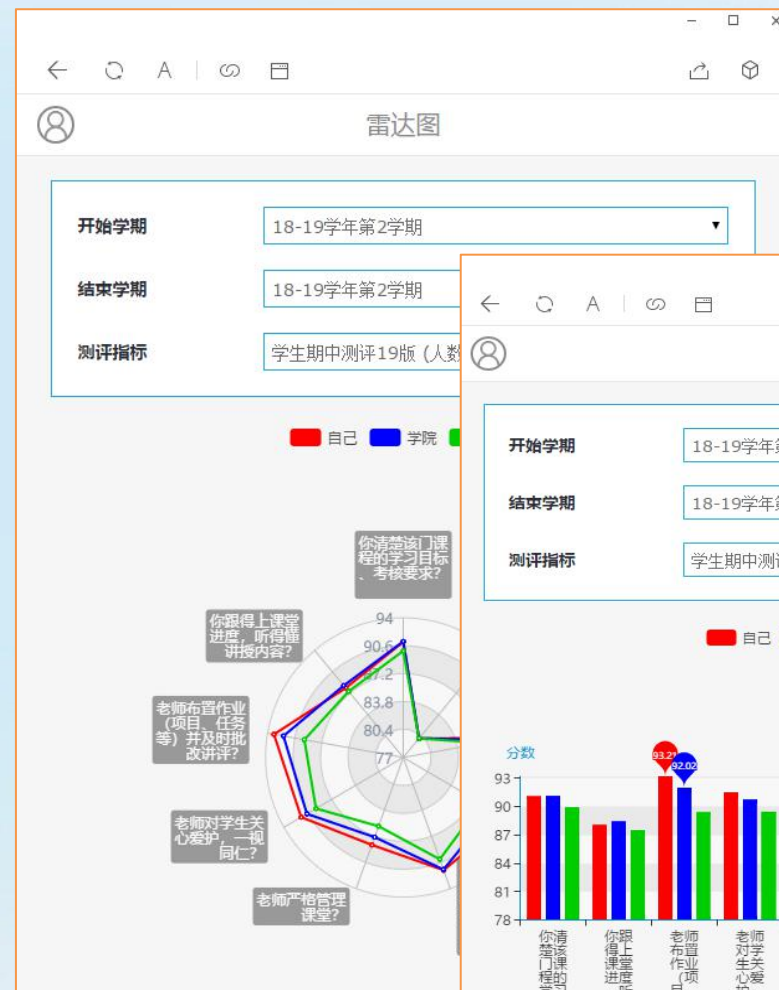 雷达图
开始学期
18-19学年第2学期
结束学期
18-19学年第2学期
测评指标
学生期中测评19版 (人数
自己
学院
你清楚该门课
程的学习目标
、考核要求?
你跟得上课堂
进度，听得懂
讲授内容?
老师布置作业
（项目、任务
等）并及时批
改讲评?
老师对学生关
心爱护，一视
同仁?
老师严格管理
课堂?
94
90.6
87.2
83.8
80.4
77
开始学期
18-19学年
结束学期
18-19学年
测评指标
学生期中测
自己
分数
93.21
92.02
93
90
87
84
81
78
你清
楚该
门课
程的
学习
你跟
得上
课堂
进度
，听
老师
布置
作业
（项
目
老师
对学
生关
心爱
护